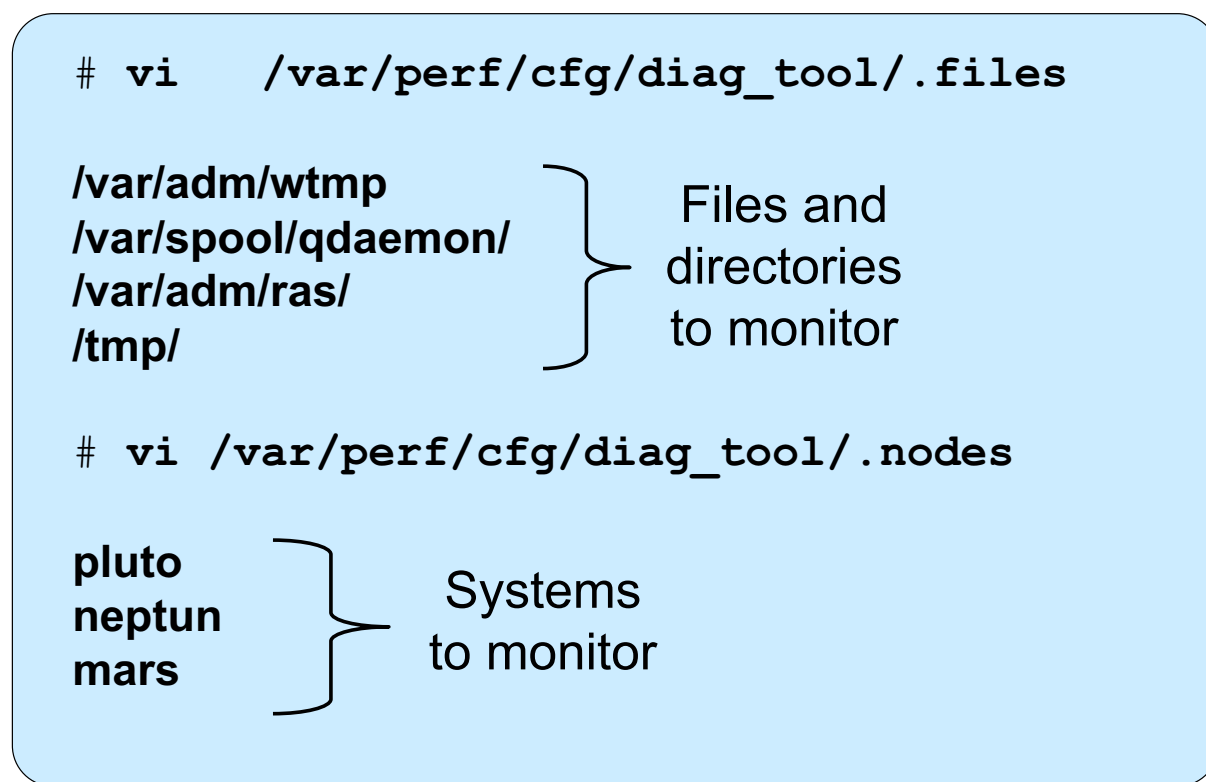 # vi /var/perf/cfg/diag_tool/.files
/var/adm/wtmp
/var/spool/qdaemon/
/var/adm/ras/
/tmp/
Files and
directories
to monitor
# vi /var/perf/cfg/diag_tool/.nodes
pluto
neptun
mars
Systems
to monitor